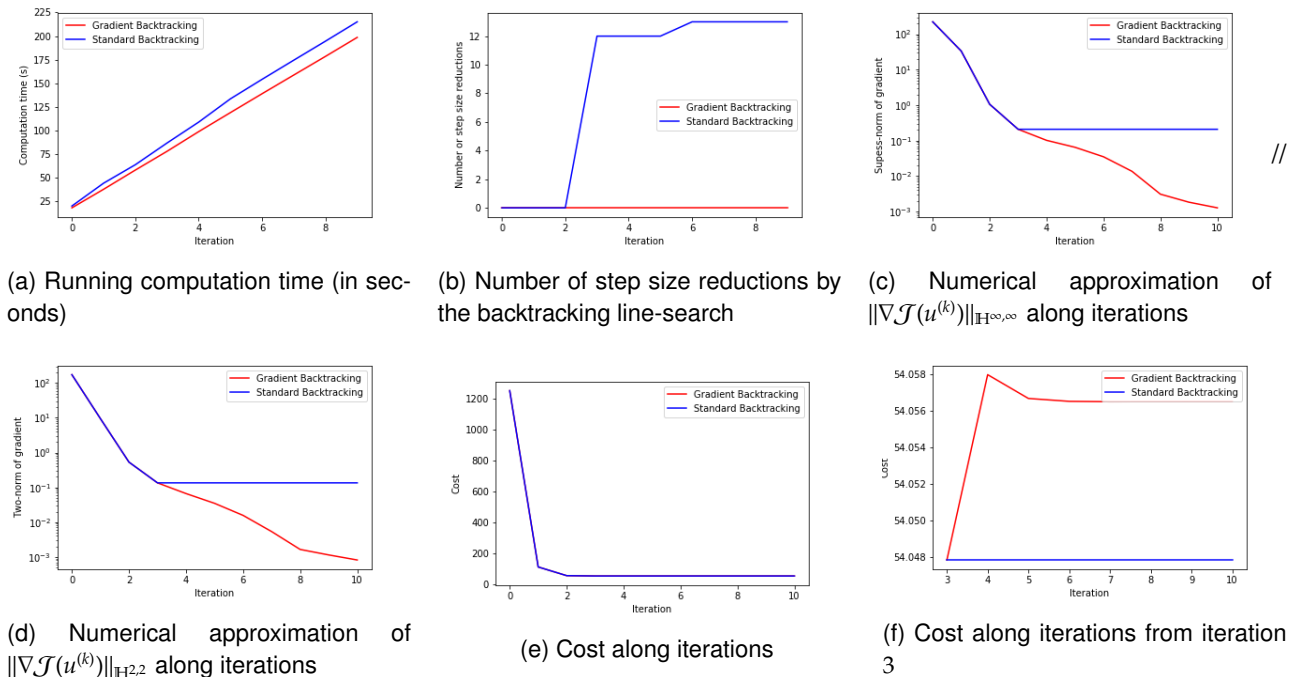 225
200
175
150
125
100
75
50
25
0 2 4 6 8
Computation time (s)
Iteration
Gradient Backtracking
Standard Backtracking
(a) Running computation time (in sec-
onds)
12
10
8
6
4
2
0
0 2 4 6 8
Number or step size reductions
Iteration
Gradient Backtracking
Standard Backtracking
(b) Number of step size reductions by
the backtracking line-search
10²
10¹
10⁰
10⁻¹
10⁻²
10⁻³
0 2 4 6 8 10
Supess-norm of gradient
Iteration
Gradient Backtracking
Standard Backtracking
//
(c) Numerical approximation of
‖∇𝒥(u⁽ᵏ⁾)‖_ℍ^∞,∞ along iterations
10²
10¹
10⁰
10⁻¹
10⁻²
10⁻³
0 2 4 6 8 10
Two-norm of gradient
Iteration
Gradient Backtracking
Standard Backtracking
(d) Numerical approximation of
‖∇𝒥(u⁽ᵏ⁾)‖_ℍ^2,2 along iterations
1200
1000
800
600
400
200
0
0 2 4 6 8 10
Cost
Iteration
Gradient Backtracking
Standard Backtracking
(e) Cost along iterations
54.058
54.056
54.054
54.052
54.050
54.048
3 4 5 6 7 8 9 10
Cost
Iteration
Gradient Backtracking
Standard Backtracking
(f) Cost along iterations from iteration
3